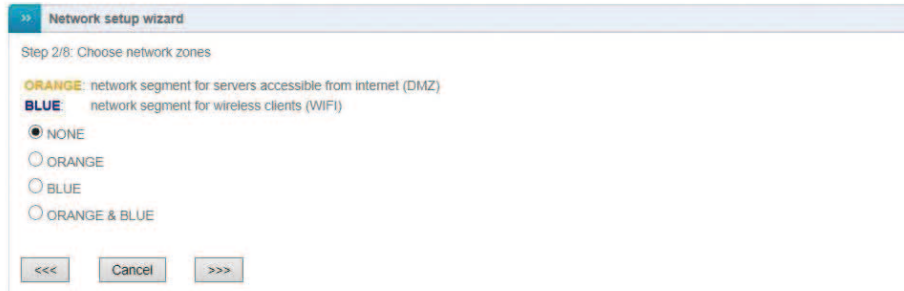 » Network setup wizard
Step 2/8: Choose network zones
ORANGE: network segment for servers accessible from internet (DMZ)
BLUE: network segment for wireless clients (WIFI)
NONE
ORANGE
BLUE
ORANGE & BLUE
<<< Cancel >>>